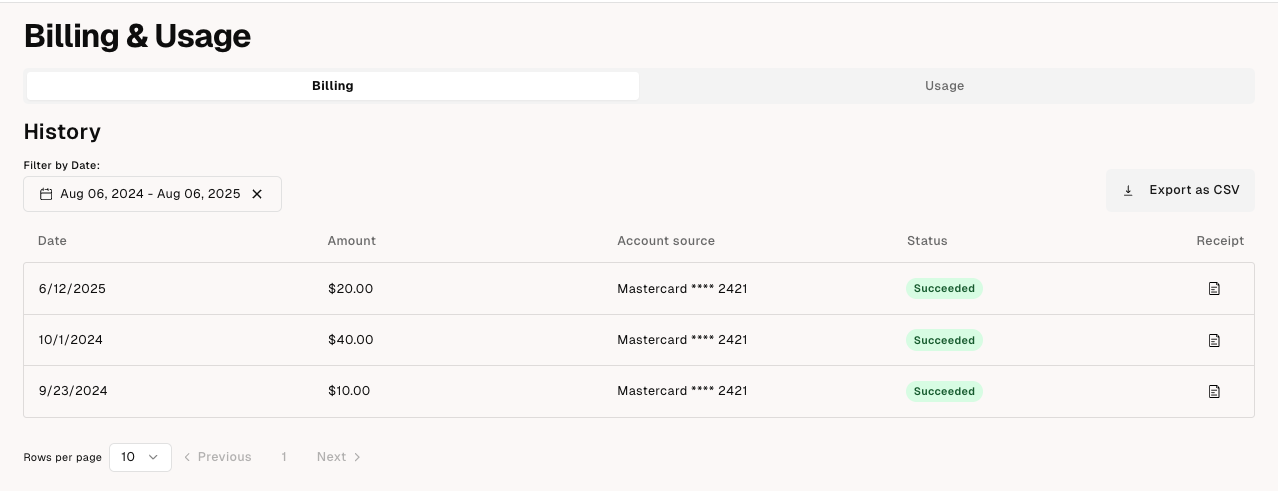 Billing & Usage
Billing Usage
History
Filter by Date:
Aug 06, 2024 - Aug 06, 2025
Export as CSV
Date Amount Account source Status Receipt
6/12/2025 $20.00 Mastercard **** 2421 Succeeded
10/1/2024 $40.00 Mastercard **** 2421 Succeeded
9/23/2024 $10.00 Mastercard **** 2421 Succeeded
Rows per page 10 Previous 1 Next